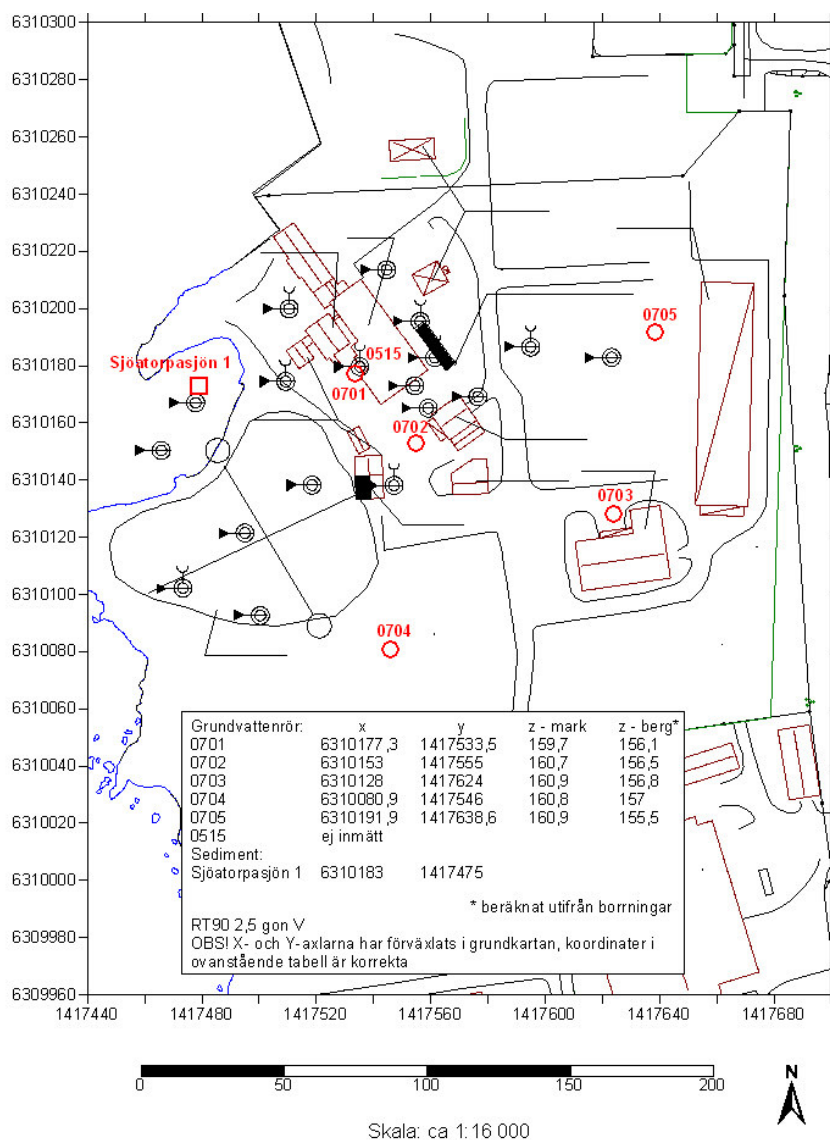 6310300
6310280
6310260
6310240
6310220
6310200
6310180
6310160
6310140
6310120
6310100
6310080
6310060
6310040
6310020
6310000
6309980
6309960
0705
0515
Sjöatorpasjön 1
0701
0702
0703
0704
Grundvattenrör: x y z - mark z - berg*
0701 6310177,3 1417533,5 159,7 156,1
0702 6310153 1417555 160,7 156,5
0703 6310128 1417624 160,9 156,8
0704 6310080,9 1417546 160,8 157
0705 6310191,9 1417638,6 160,9 155,5
0515 ej inmätt
Sediment:
Sjöatorpasjön 1 6310183 1417475
* beräknat utifrån borrningar
RT90 2,5 gon V
OBS! X- och Y-axlarna har förväxlats i grundkartan, koordinater i
ovanstående tabell är korrekta
1417440 1417480 1417520 1417560 1417600 1417640 1417680
0 50 100 150 200
N
Skala: ca 1:16 000